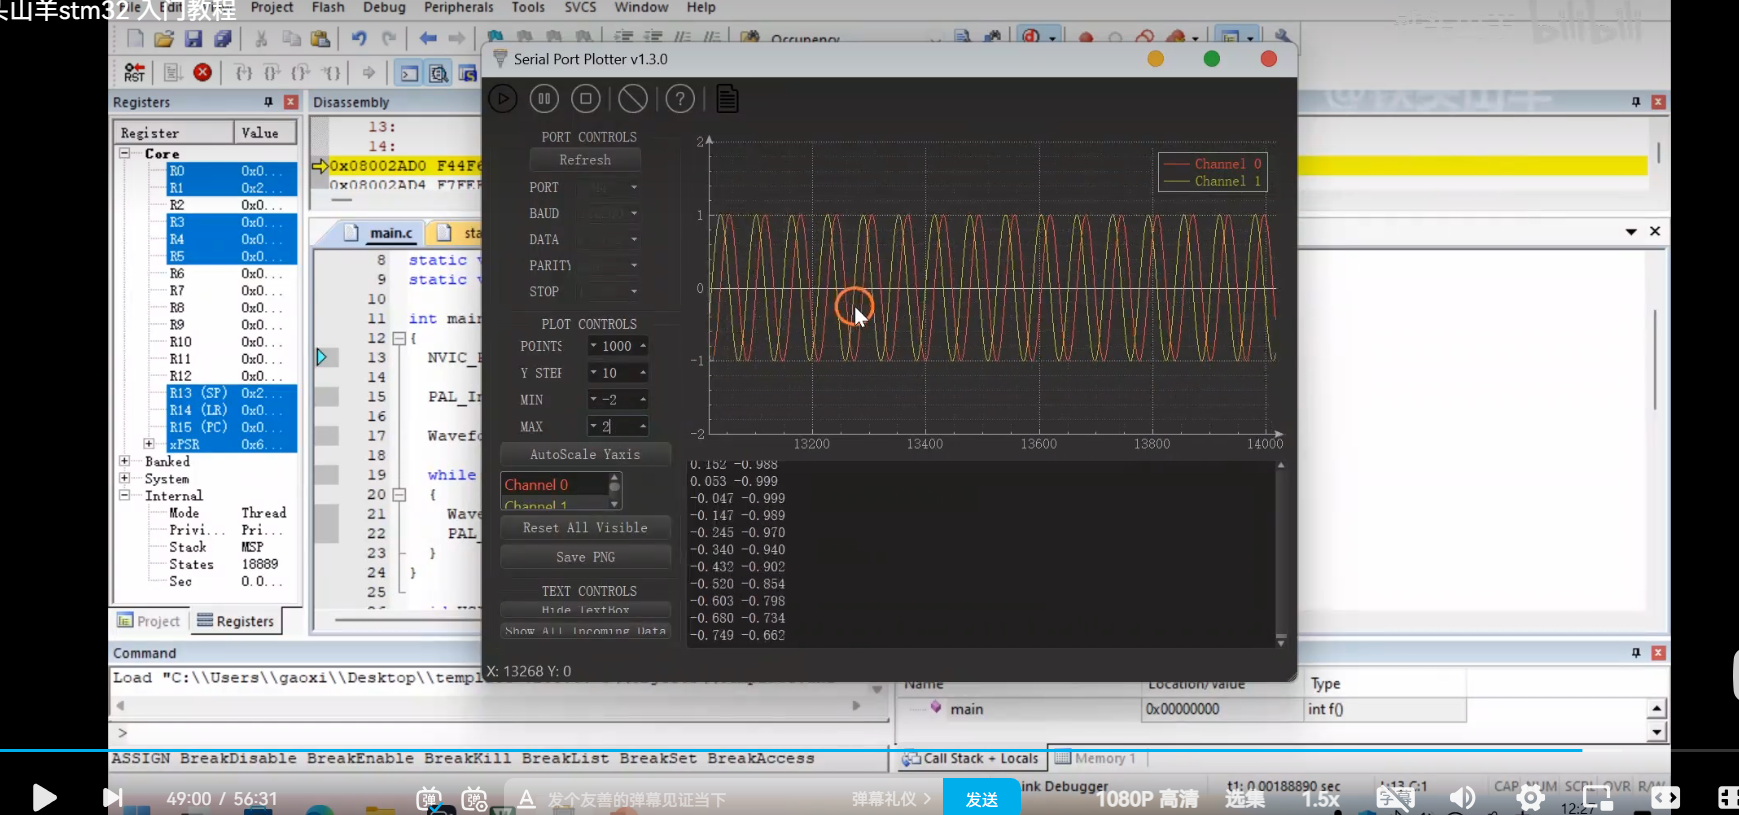 头山羊stm32 入门教程
File Edit Project Flash Debug Peripherals Tools SVCS Window Help
bilibili
Occupency
Serial Port Plotter v1.3.0
RST
Registers
Disassembly
Register Value
Core
R0 0x0...
R1 0x2...
R2 0x0...
R3 0x0...
R4 0x0...
R5 0x0...
R6 0x0...
R7 0x0...
R8 0x0...
R9 0x0...
R10 0x0...
R11 0x0...
R12 0x0...
R13 (SP) 0x2...
R14 (LR) 0x0...
R15 (PC) 0x0...
xPSR 0x6...
Banked
System
Internal
Mode Thread
Privi... Pri...
Stack MSP
States 18889
Sec 0.0...
Project Registers
13:
14:
0x08002AD0 F44F6
0x08002AD4 F7FEF
main.c sta
8 static v
9 static v
10
11 int main
12 {
13 NVIC_P
14
15 PAL_In
16
17 Wavefo
18
19 while
20 {
21 Wave
22 PAL_
23 }
24 }
25
PORT CONTROLS
Refresh
PORT
BAUD
DATA
PARITY
STOP
PLOT CONTROLS
POINTS 1000
Y STEP 10
MIN -2
MAX 2
AutoScale Yaxis
Channel 0
Channel 1
Reset All Visible
Save PNG
TEXT CONTROLS
Hide TextBox
Show All Incoming Data
X: 13268 Y: 0
Channel 0
Channel 1
2
1
0
-1
-2
13200 13400 13600 13800 14000
0.152 -0.988
0.053 -0.999
-0.047 -0.999
-0.147 -0.989
-0.245 -0.970
-0.340 -0.940
-0.432 -0.902
-0.520 -0.854
-0.603 -0.798
-0.680 -0.734
-0.749 -0.662
Command
Load "C:\\Users\\gaoxi\\Desktop\\templ
>
ASSIGN BreakDisable BreakEnable BreakKill BreakList BreakSet BreakAccess
Name Location/Value Type
main 0x00000000 int f()
Call Stack + Locals Memory 1
ink Debugger t1: 0.00188890 sec L:13 C:1 CAP NUM SCRL OVR R/W
49:00 / 56:31 弹 弹 A 发个友善的弹幕见证当下 弹幕礼仪 > 发送 1080P 高清 选集 1.5x 字幕
12:27